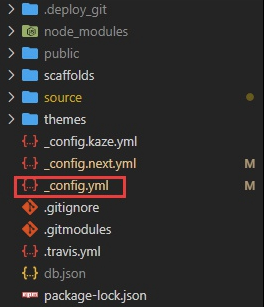 .deploy_git
node_modules
public
scaffolds
source
themes
_config.kaze.yml
_config.next.yml M
_config.yml M
.gitignore
.gitmodules
.travis.yml
db.json
package-lock.json